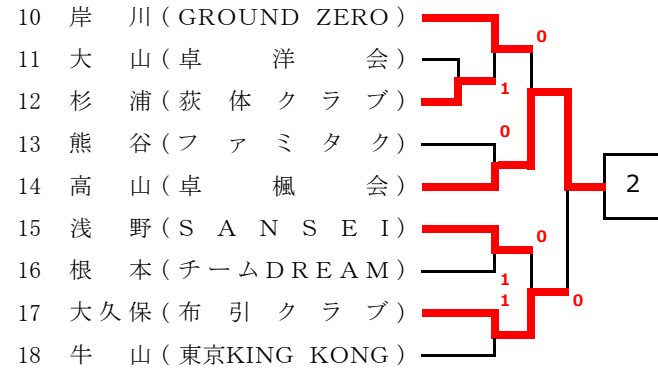 10 岸 川(GROUND ZERO)
0
11 大 山(卓 洋 会)
1
12 杉 浦(荻 体 ク ラ ブ)
0
13 熊 谷(フ ァ ミ タ ク)
14 高 山(卓 楓 会)
2
15 浅 野(S A N S E I)
0
16 根 本(チームDREAM)
1
1
0
17 大久保(布 引 ク ラ ブ)
18 牛 山(東京KING KONG)